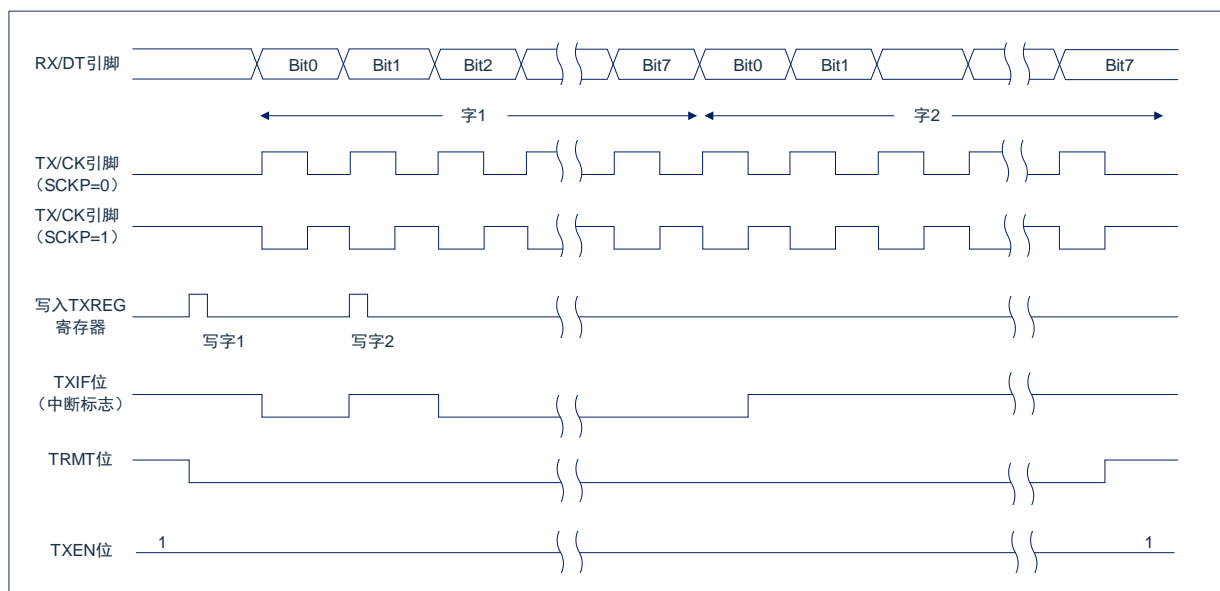 RX/DT引脚
Bit0 Bit1 Bit2 Bit7 Bit0 Bit1 Bit7
字1 字2
TX/CK引脚
（SCKP=0）
TX/CK引脚
（SCKP=1）
写入TXREG
寄存器
写字1 写字2
TXIF位
（中断标志）
TRMT位
TXEN位
1 1